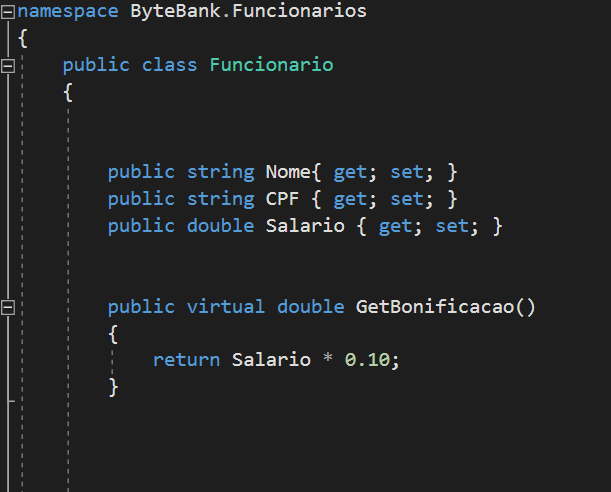 namespace ByteBank.Funcionarios
{
public class Funcionario
{
public string Nome{ get; set; }
public string CPF { get; set; }
public double Salario { get; set; }
public virtual double GetBonificacao()
{
return Salario * 0.10;
}